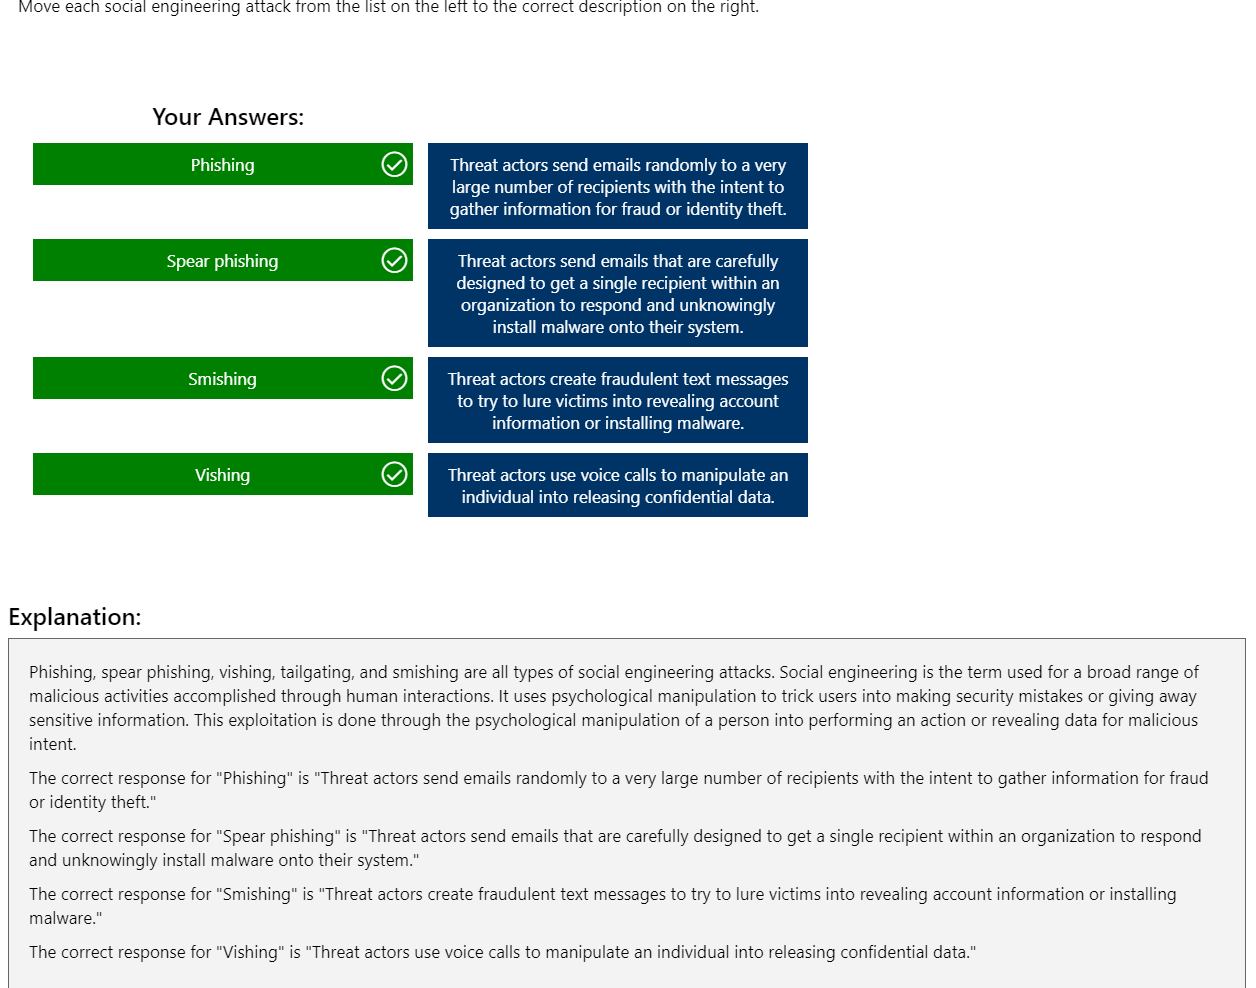 Move each social engineering attack from the list on the left to the correct description on the right.
Your Answers:
Phishing
Threat actors send emails randomly to a very
large number of recipients with the intent to
gather information for fraud or identity theft.
Spear phishing
Threat actors send emails that are carefully
designed to get a single recipient within an
organization to respond and unknowingly
install malware onto their system.
Smishing
Threat actors create fraudulent text messages
to try to lure victims into revealing account
information or installing malware.
Vishing
Threat actors use voice calls to manipulate an
individual into releasing confidential data.
Explanation:
Phishing, spear phishing, vishing, tailgating, and smishing are all types of social engineering attacks. Social engineering is the term used for a broad range of
malicious activities accomplished through human interactions. It uses psychological manipulation to trick users into making security mistakes or giving away
sensitive information. This exploitation is done through the psychological manipulation of a person into performing an action or revealing data for malicious
intent.
The correct response for "Phishing" is "Threat actors send emails randomly to a very large number of recipients with the intent to gather information for fraud
or identity theft."
The correct response for "Spear phishing" is "Threat actors send emails that are carefully designed to get a single recipient within an organization to respond
and unknowingly install malware onto their system."
The correct response for "Smishing" is "Threat actors create fraudulent text messages to try to lure victims into revealing account information or installing
malware."
The correct response for "Vishing" is "Threat actors use voice calls to manipulate an individual into releasing confidential data."